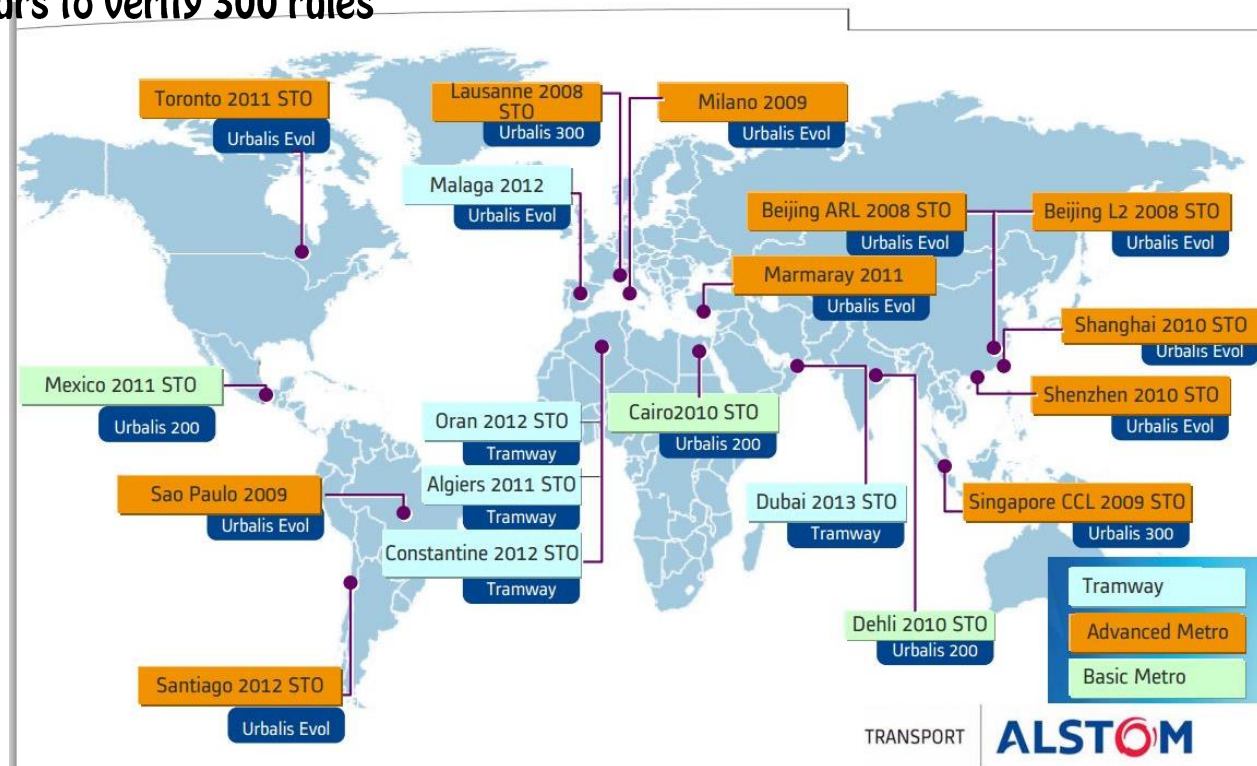 to verify 300 rules
Toronto 2011 STO
Urbalis Evol
Lausanne 2008
STO
Urbalis 300
Milano 2009
Urbalis Evol
Malaga 2012
Urbalis Evol
Beijing ARL 2008 STO
Urbalis Evol
Beijing L2 2008 STO
Urbalis Evol
Marmaray 2011
Urbalis Evol
Shanghai 2010 STO
Urbalis Evol
Mexico 2011 STO
Urbalis 200
Shenzhen 2010 STO
Urbalis Evol
Oran 2012 STO
Tramway
Cairo2010 STO
Urbalis 200
Algiers 2011 STO
Tramway
Sao Paulo 2009
Urbalis Evol
Dubai 2013 STO
Tramway
Singapore CCL 2009 STO
Urbalis 300
Constantine 2012 STO
Tramway
Dehli 2010 STO
Urbalis 200
Santiago 2012 STO
Urbalis Evol
Tramway
Advanced Metro
Basic Metro
TRANSPORT
ALSTOM